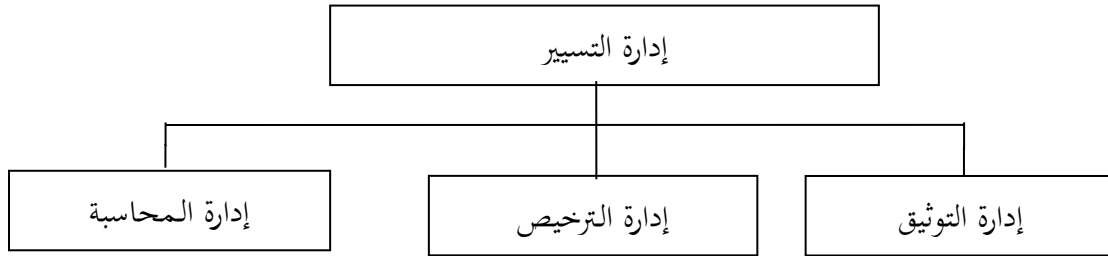 إدارة التسيير
إدارة التوثيق
إدارة الترخيص
إدارة المحاسبة